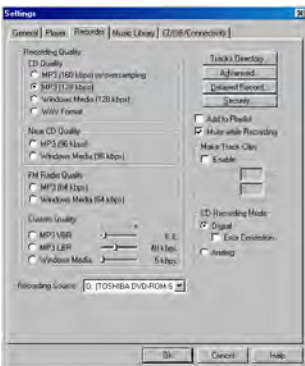 Settings
General | Player | Recorder | Music Library | CDDB/Connectivity
Recording Quality
CD Quality
MP3 (160 kbps) w/oversampling
MP3 (128 kbps)
Windows Media (128 kbps)
WAV Format
Near CD Quality
MP3 (96 kbps)
Windows Media (96 kbps)
FM Radio Quality
MP3 (64 kbps)
Windows Media (64 kbps)
Custom Quality
MP3 VBR
MP3 CBR
80 kbps
Windows Media
5 kbps
Recording Source: D: [TOSHIBA DVD-ROM S
Tracks Directory...
Advanced...
Delayed Record...
Security...
Add to Playlist
Mute while Recording
Make Track Clips
Enable
CD Recording Mode
Digital
Error Correction
Analog
Ok
Cancel
Help